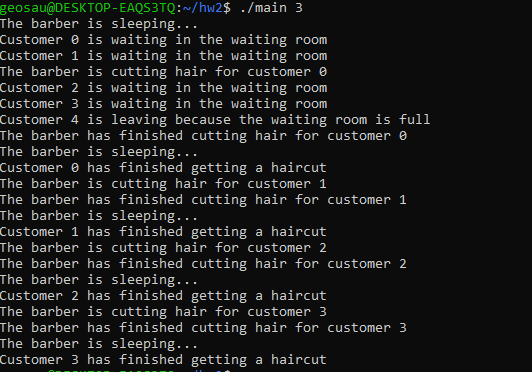 geosau@DESKTOP-EAQS3TQ:~/hw2$ ./main 3
The barber is sleeping...
Customer 0 is waiting in the waiting room
Customer 1 is waiting in the waiting room
The barber is cutting hair for customer 0
Customer 2 is waiting in the waiting room
Customer 3 is waiting in the waiting room
Customer 4 is leaving because the waiting room is full
The barber has finished cutting hair for customer 0
The barber is sleeping...
Customer 0 has finished getting a haircut
The barber is cutting hair for customer 1
The barber has finished cutting hair for customer 1
The barber is sleeping...
Customer 1 has finished getting a haircut
The barber is cutting hair for customer 2
The barber has finished cutting hair for customer 2
The barber is sleeping...
Customer 2 has finished getting a haircut
The barber is cutting hair for customer 3
The barber has finished cutting hair for customer 3
The barber is sleeping...
Customer 3 has finished getting a haircut